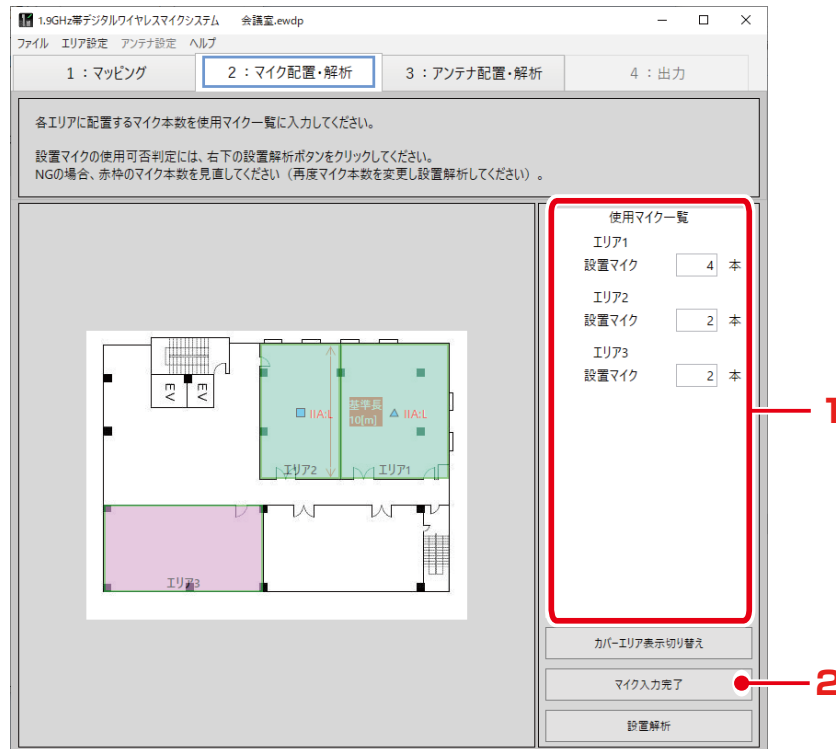 1.9GHz帯デジタルワイヤレスマイクシステム　会議室.ewdp
ファイル　エリア設定　アンテナ設定　ヘルプ
1：マッピング
2：マイク配置・解析
3：アンテナ配置・解析
4：出力
各エリアに配置するマイク本数を使用マイク一覧に入力してください。
設置マイクの使用可否判定には、右下の設置解析ボタンをクリックしてください。
NGの場合、赤枠のマイク本数を見直してください（再度マイク本数を変更し設置解析してください）。
使用マイク一覧
エリア1
設置マイク 4 本
エリア2
設置マイク 2 本
エリア3
設置マイク 2 本
1
EV
EV
IIA:L
基準長
10[m]
IIA:L
エリア2
エリア1
エリア3
カバーエリア表示切り替え
マイク入力完了
2
設置解析